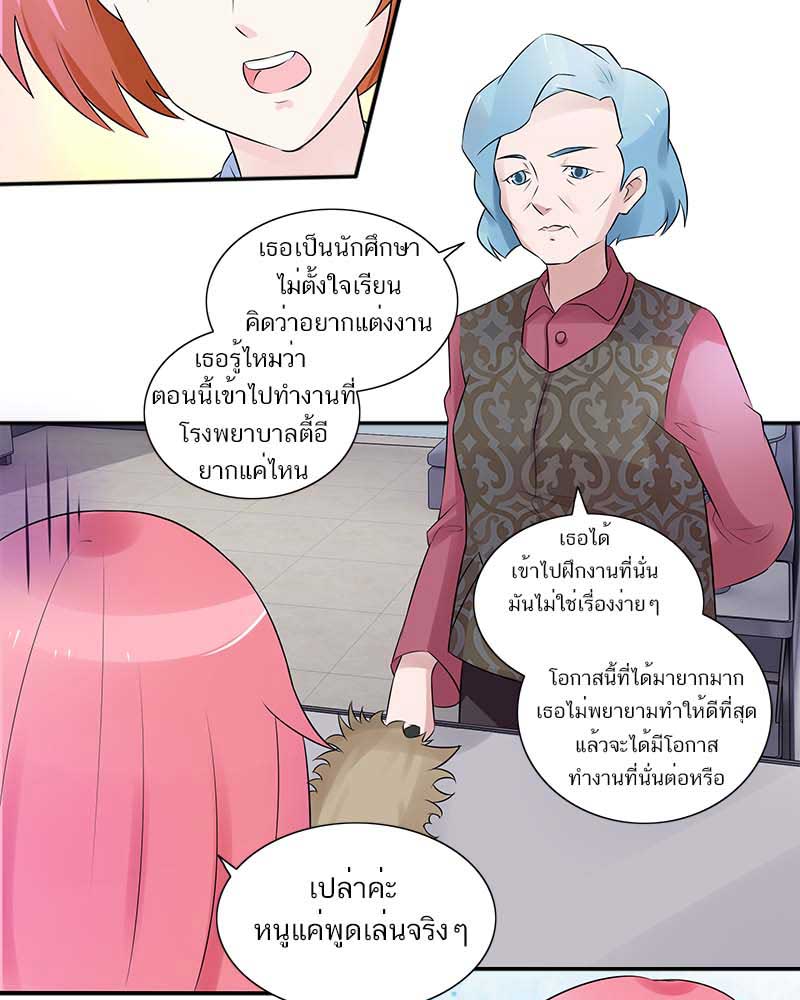 เธอเป็นนักศึกษา
ไม่ตั้งใจเรียน
คิดว่าอยากแต่งงาน
เธอรู้ไหมว่า
ตอนนี้เข้าไปทำงานที่
โรงพยาบาลตี้อี
ยากแค่ไหน
เธอได้
เข้าไปฝึกงานที่นั่น
มันไม่ใช่เรื่องง่ายๆ
โอกาสนี้ที่ได้มายากมาก
เธอไม่พยายามทำให้ดีที่สุด
แล้วจะได้มีโอกาส
ทำงานที่นั่นต่อหรือ
เปล่าค่ะ
หนูแค่พูดเล่นจริงๆ